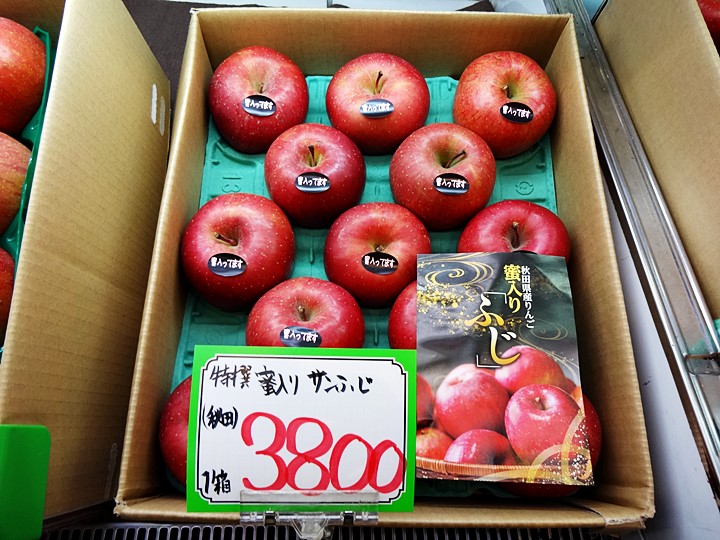 蜜入ってます
蜜入ってます
蜜入ってます
蜜入ってます
蜜入ってます
蜜入ってます
蜜入ってます
蜜入ってます
秋田県産りんご
蜜入り
「ふじ」
特撰 蜜入り サンふじ
(秋田)
3800
1箱
13